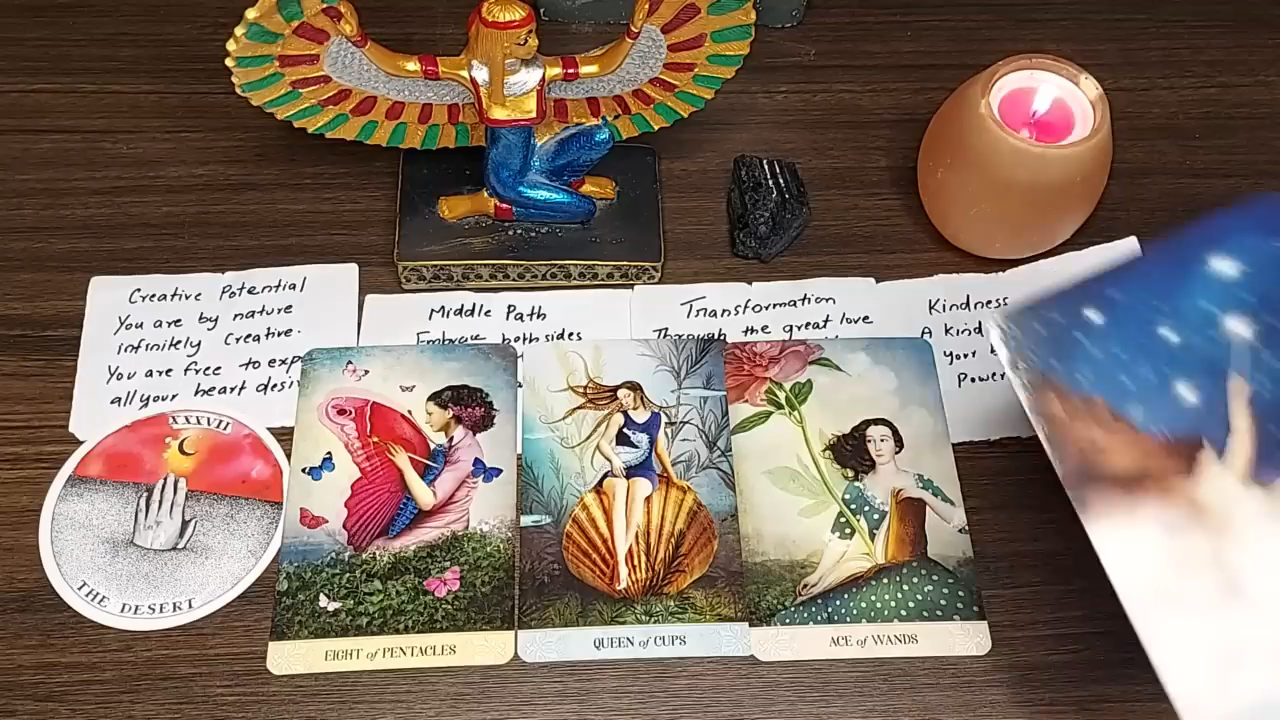 Creative Potential
You are by nature
infinitely Creative.
You are free to
all your heart
Middle Path
Embrace both sides
Transformation
Through the great love
Kindness
A kind
your
Power
XXXVII
THE DESERT
EIGHT of PENTACLES
QUEEN of CUPS
ACE of WANDS